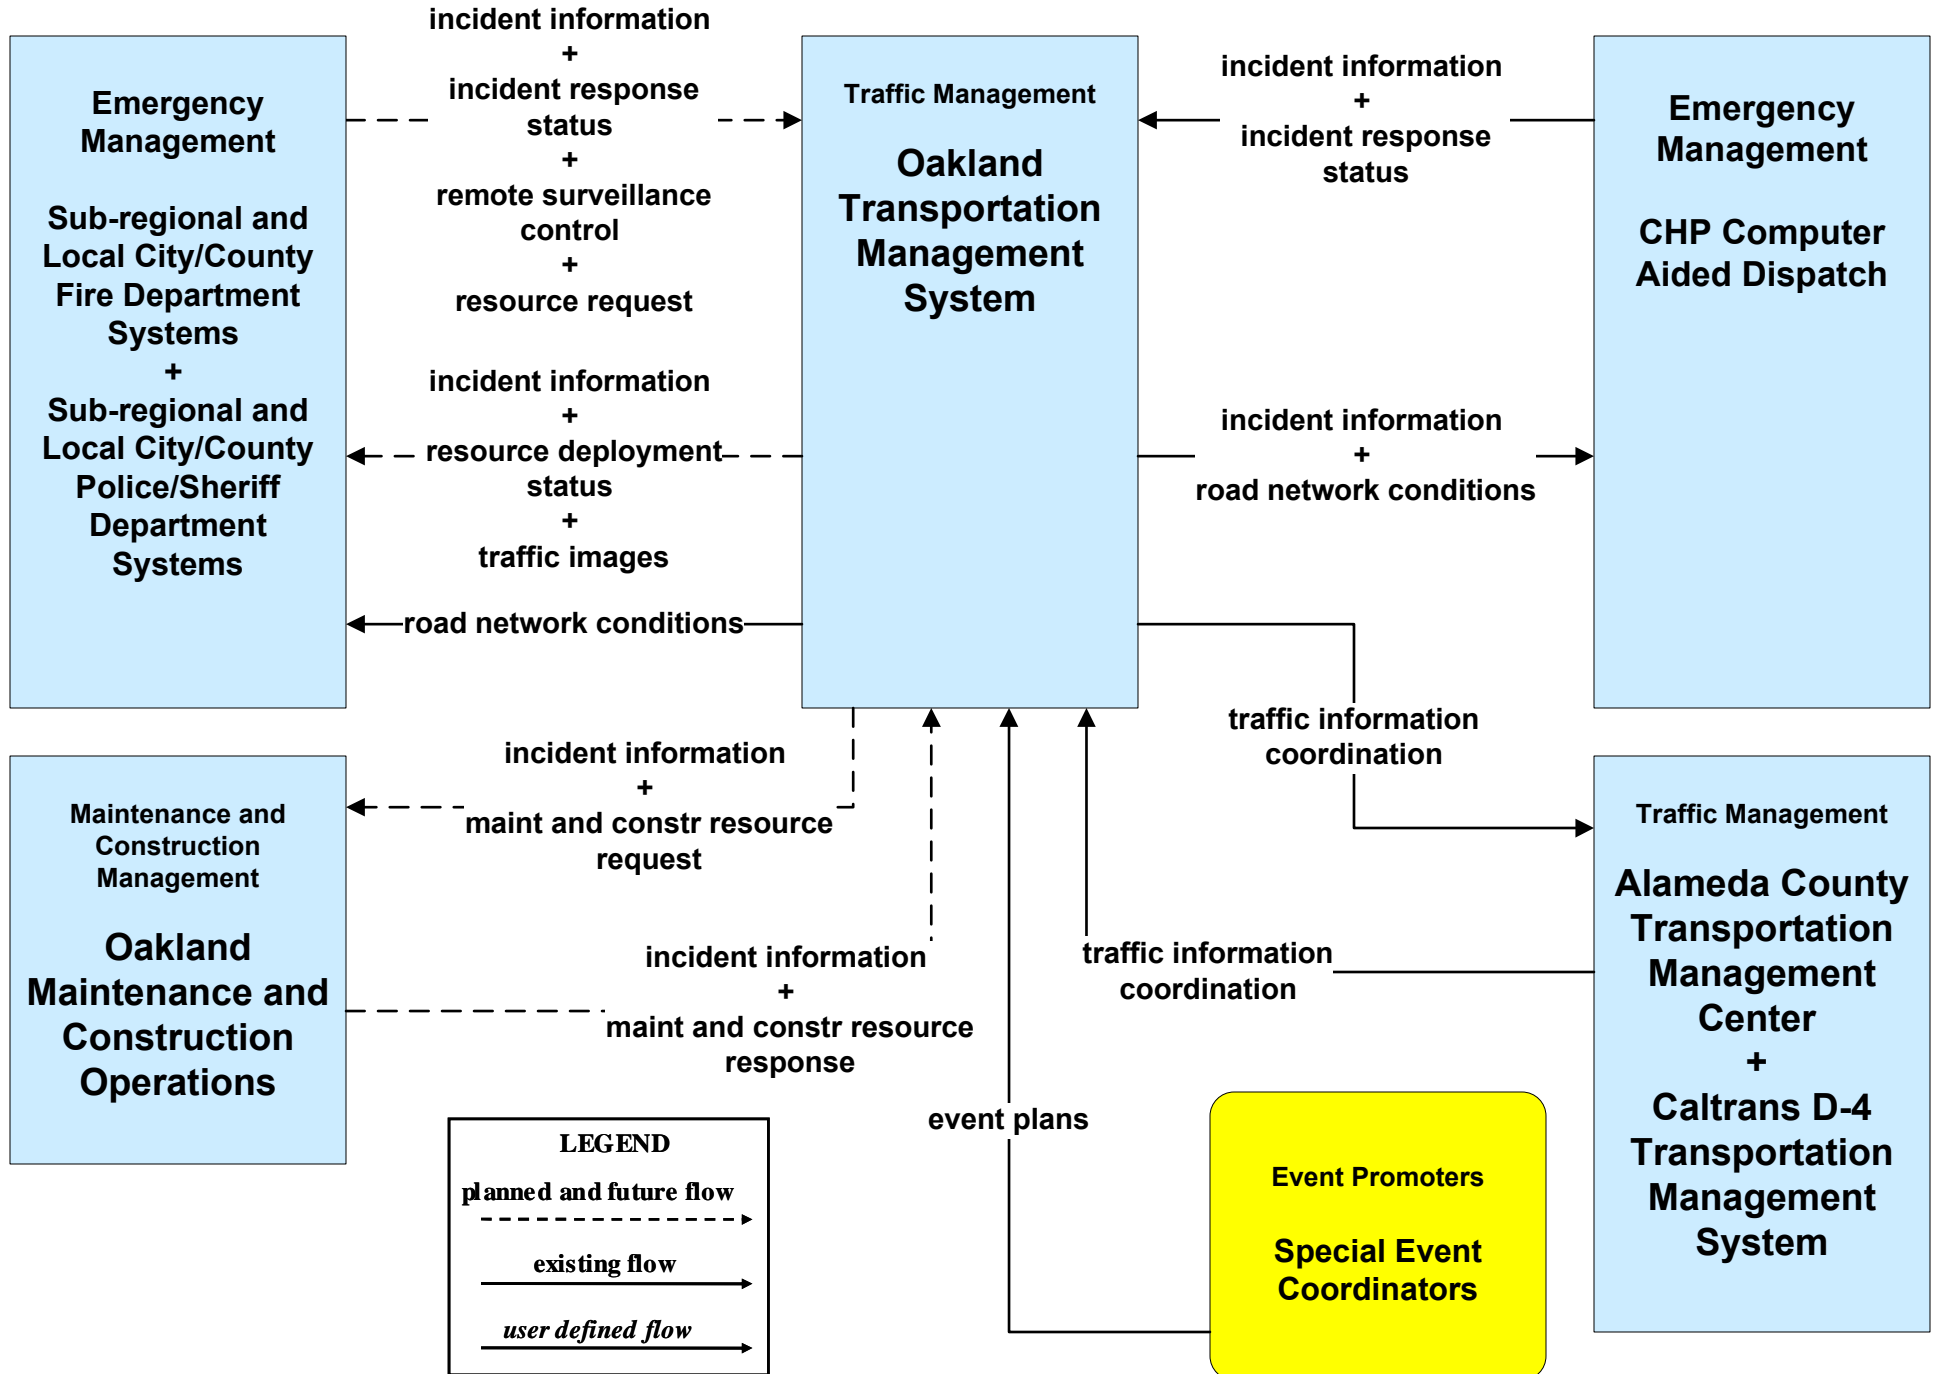 incident information
+
incident response
status
+
remote surveillance
control
+
resource request
Emergency
Management
Sub-regional and
Local City/County
Fire Department
Systems
+
Sub-regional and
Local City/County
Police/Sheriff
Department
Systems
incident information
+
resource deployment
status
+
traffic images
road network conditions
Traffic Management
Oakland
Transportation
Management
System
incident information
+
incident response
status
Emergency
Management
CHP Computer
Aided Dispatch
incident information
+
road network conditions
traffic information
coordination
incident information
+
maint and constr resource
request
Maintenance and
Construction
Management
Oakland
Maintenance and
Construction
Operations
incident information
+
maint and constr resource
response
traffic information
coordination
Traffic Management
Alameda County
Transportation
Management
Center
+
Caltrans D-4
Transportation
Management
System
event plans
Event Promoters
Special Event
Coordinators
LEGEND
planned and future flow
existing flow
user defined flow